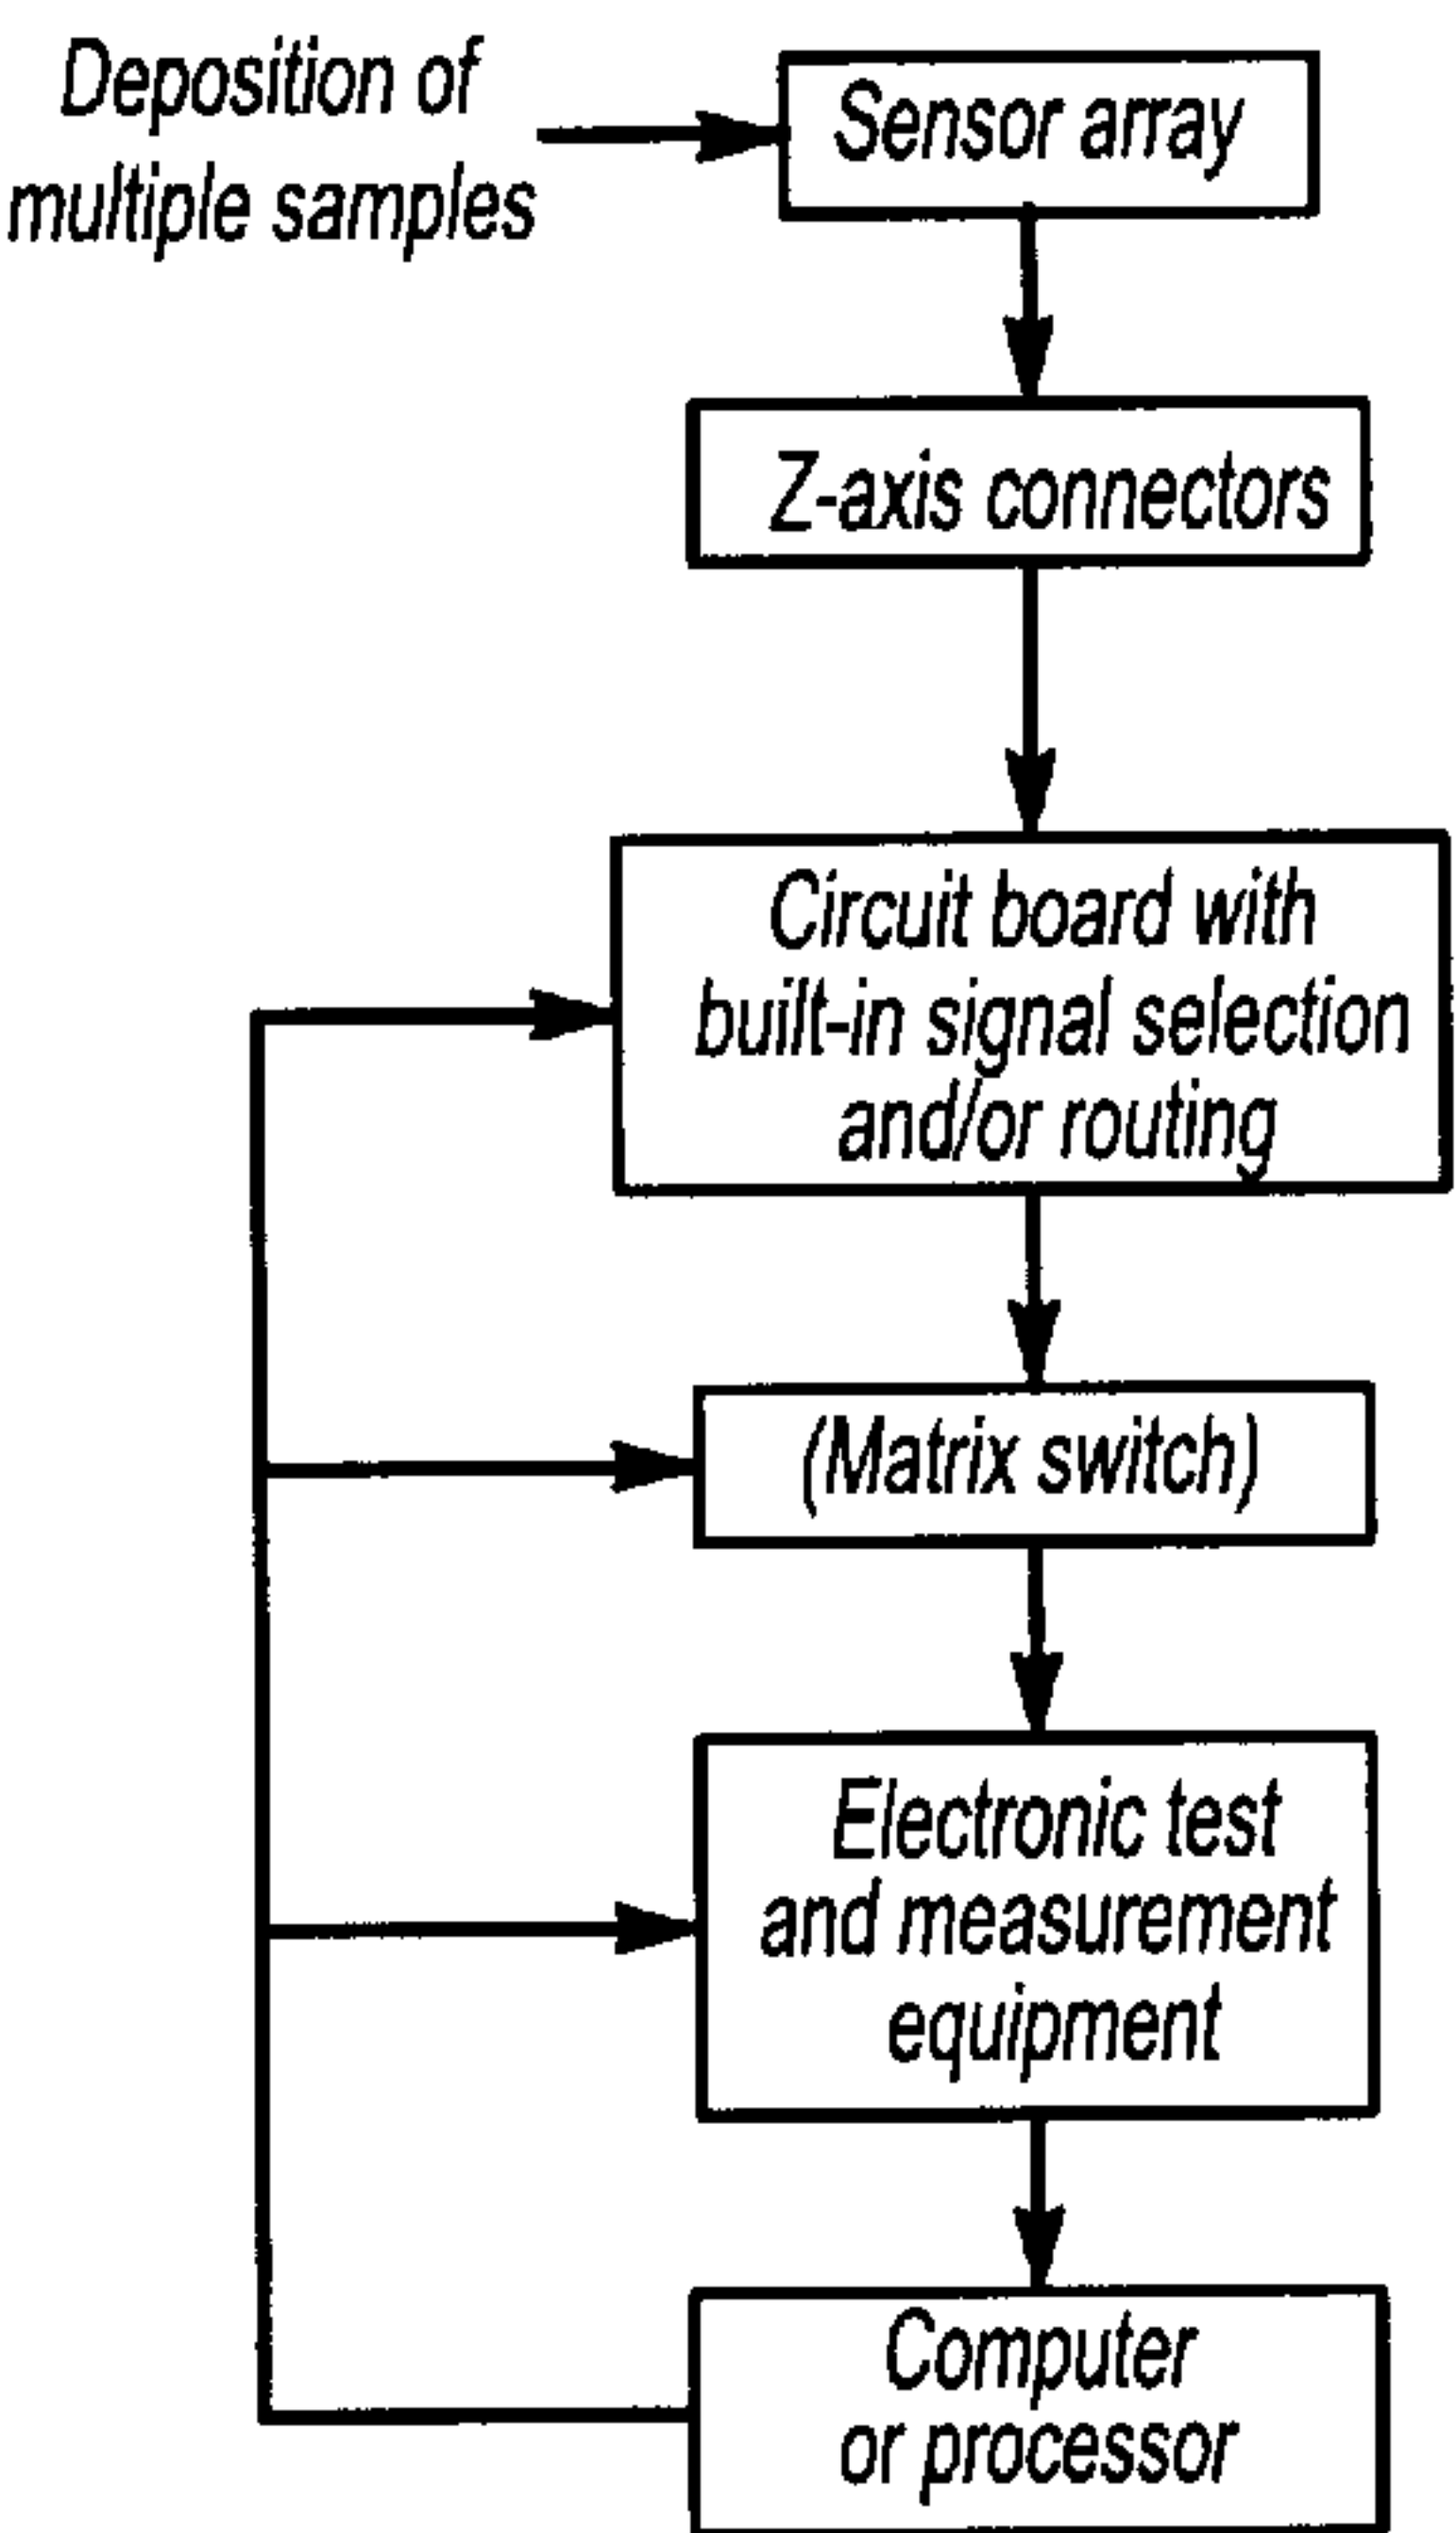 Deposition of
multiple samples
Sensor array
Z-axis connectors
Circuit board with
built-in signal selection
and/or routing
(Matrix switch)
Electronic test
and measurement
equipment
Computer
or processor